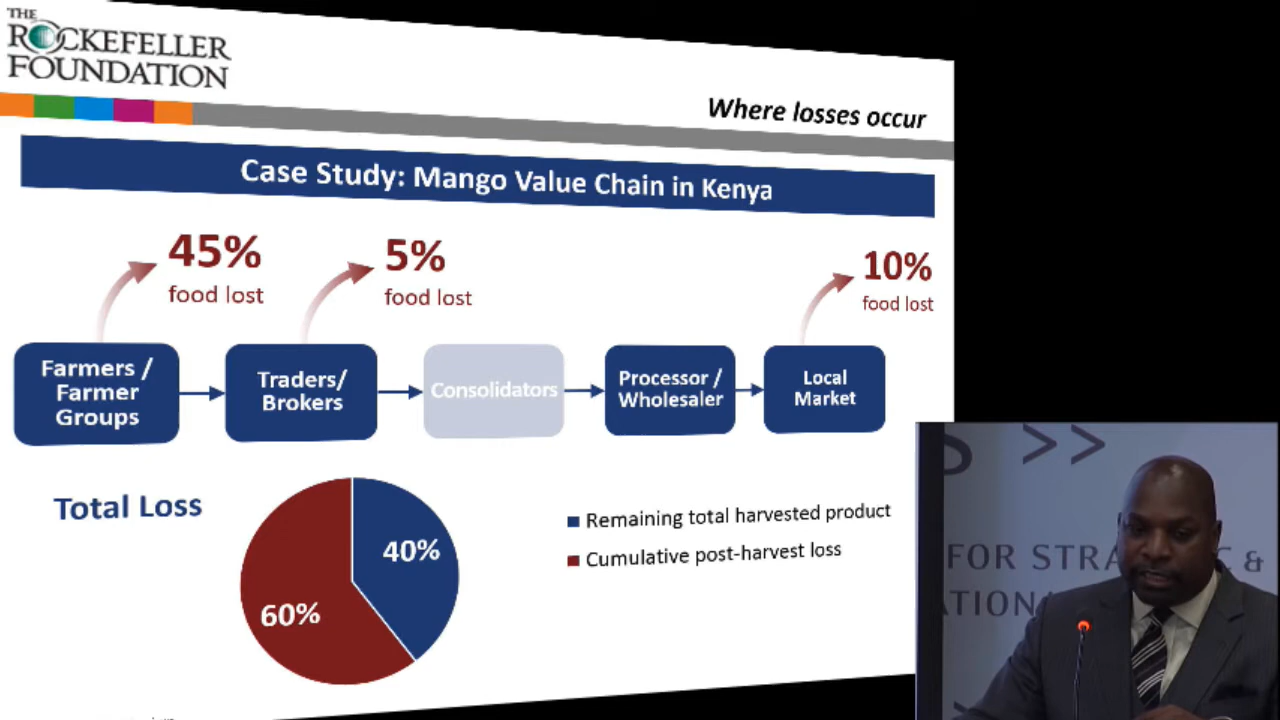 THE
ROCKEFELLER
FOUNDATION
Where losses occur
Case Study: Mango Value Chain in Kenya
45%
food lost
5%
food lost
10%
food lost
Farmers /
Farmer
Groups
Traders/
Brokers
Consolidators
Processor /
Wholesaler
Local
Market
Total Loss
40%
60%
Remaining total harvested product
Cumulative post-harvest loss
S >>
FOR STRA C &
ATIONA